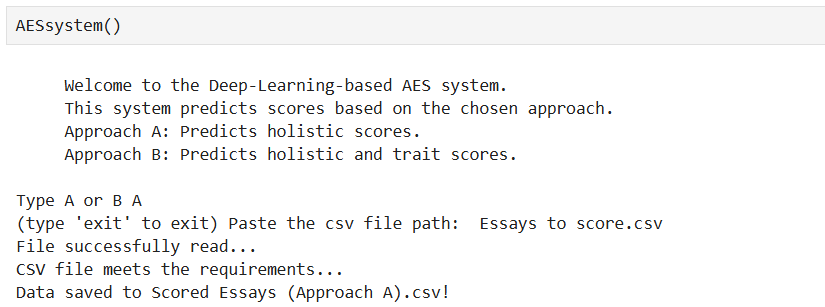 AESsystem()
Welcome to the Deep-Learning-based AES system.
This system predicts scores based on the chosen approach.
Approach A: Predicts holistic scores.
Approach B: Predicts holistic and trait scores.
Type A or B A
(type 'exit' to exit) Paste the csv file path:  Essays to score.csv
File successfully read...
CSV file meets the requirements...
Data saved to Scored Essays (Approach A).csv!